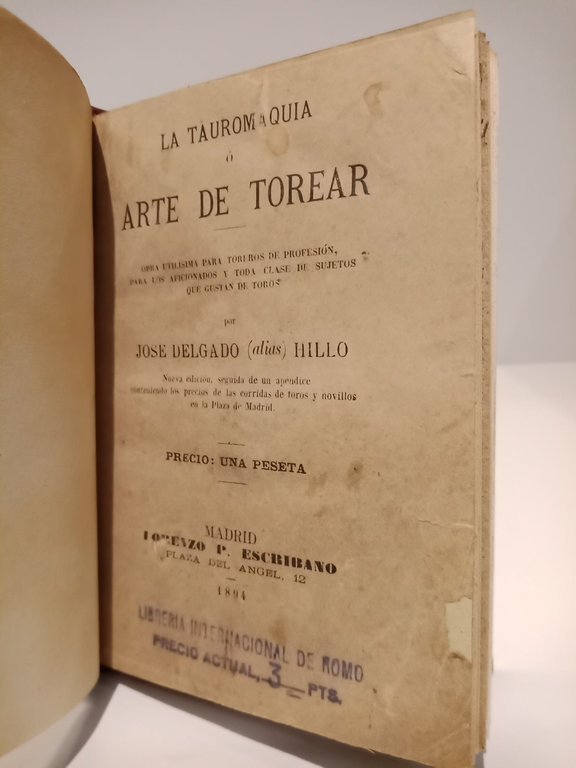 LA TAUROMAQUIA
Ó
ARTE DE TOREAR
OBRA UTILISIMA PARA TOREROS DE PROFESIÓN,
PARA LOS AFICIONADOS Y TODA CLASE DE SUJETOS
QUE GUSTAN DE TOROS
por
JOSE DELGADO (alias) HILLO
Nueva edición, seguida de un apendice
conteniendo los precios de las corridas de toros y novillos
en la Plaza de Madrid.
PRECIO: UNA PESETA
MADRID
LORENZO P. ESCRIBANO
PLAZA DEL ANGEL, 12
1894
LIBRERIA INTERNACIONAL DE ROMO
PRECIO ACTUAL, 3 PTS.